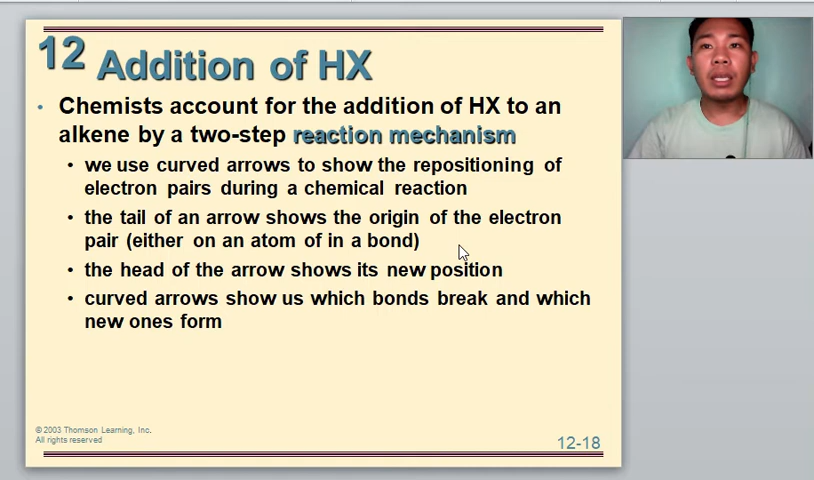 12 Addition of HX
• Chemists account for the addition of HX to an
alkene by a two-step reaction mechanism
• we use curved arrows to show the repositioning of
electron pairs during a chemical reaction
• the tail of an arrow shows the origin of the electron
pair (either on an atom of in a bond)
• the head of the arrow shows its new position
• curved arrows show us which bonds break and which
new ones form
© 2003 Thomson Learning, Inc.
All rights reserved
12-18